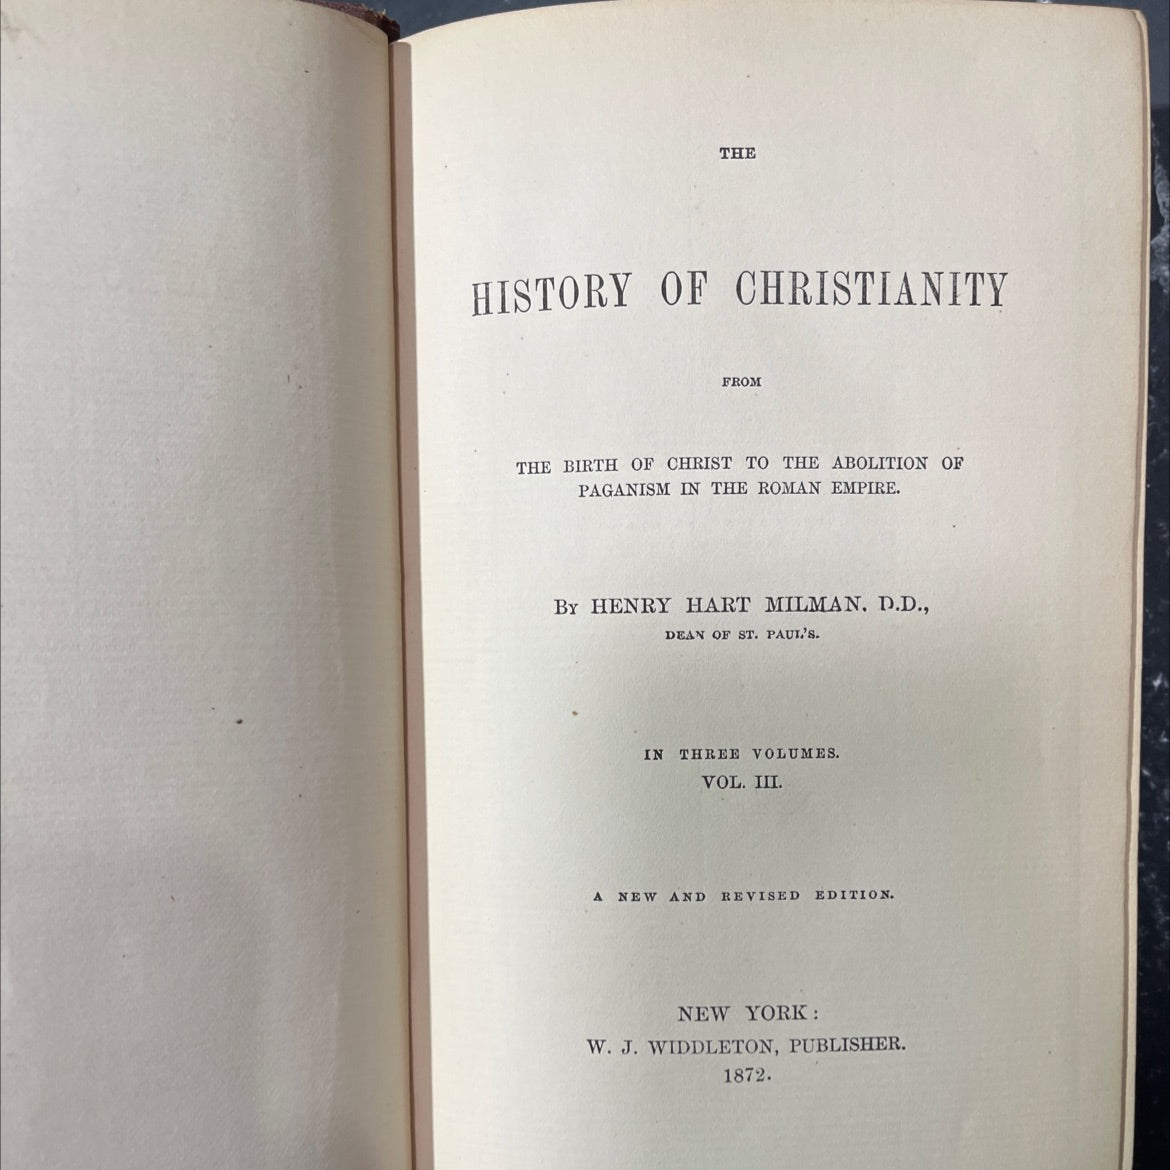 THE
HISTORY OF CHRISTIANITY
FROM
THE BIRTH OF CHRIST TO THE ABOLITION OF
PAGANISM IN THE ROMAN EMPIRE.
By HENRY HART MILMAN. D.D.,
DEAN OF ST. PAUL'S.
IN THREE VOLUMES.
VOL. III.
A NEW AND REVISED EDITION.
NEW YORK:
W. J. WIDDLETON, PUBLISHER.
1872.